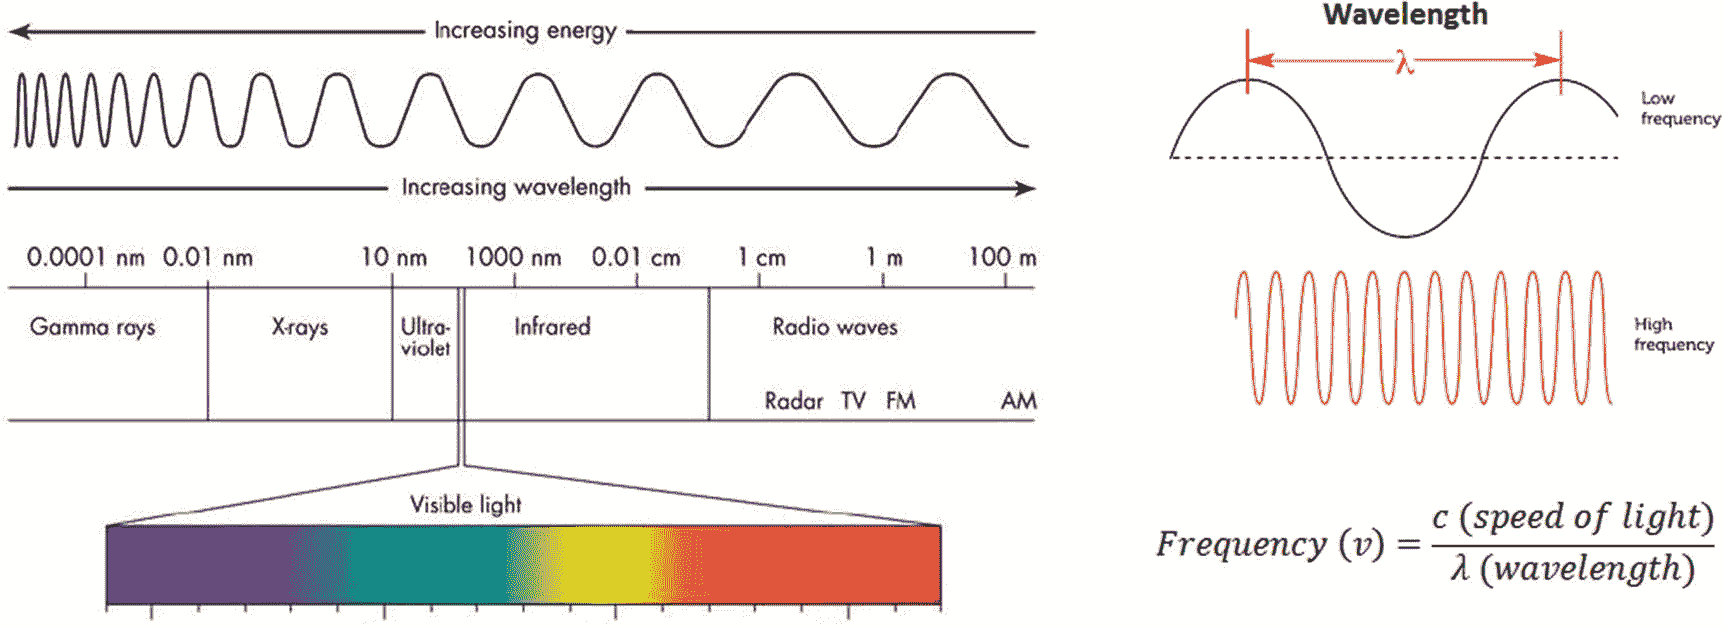 Increasing energy
Increasing wavelength
0.0001 nm 0.01 nm 10 nm 1000 nm 0.01 cm 1 cm 1 m 100 m
Gamma rays X-rays Ultra-
violet Infrared Radio waves
Radar TV FM AM
Visible light
Wavelength
λ
Low
frequency
High
frequency
Frequency (v) = c (speed of light)
λ (wavelength)